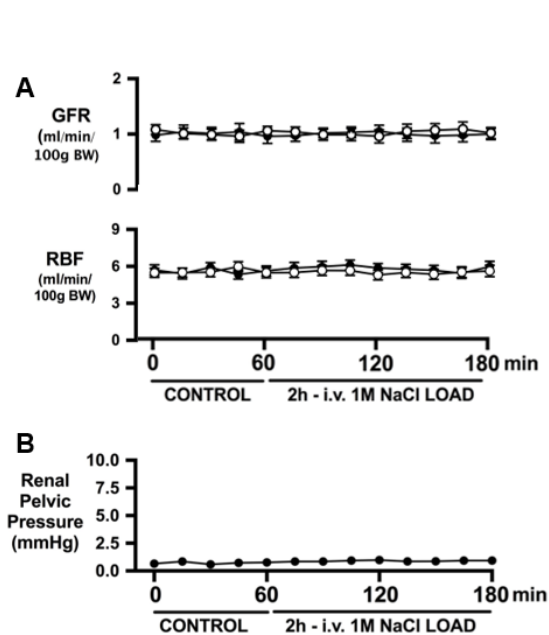 A
GFR
(ml/min/
100g BW)
2
1
0
RBF
(ml/min/
100g BW)
9
6
3
0
0 60 120 180 min
CONTROL 2h - i.v. 1M NaCl LOAD
B
Renal
Pelvic
Pressure
(mmHg)
10.0
7.5
5.0
2.5
0.0
0 60 120 180 min
CONTROL 2h - i.v. 1M NaCl LOAD